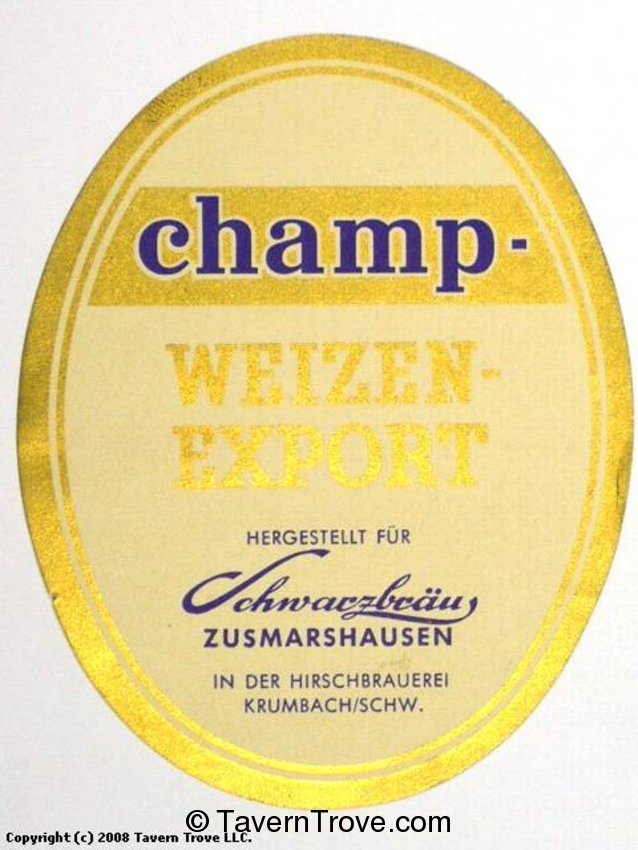 champ-
WEIZEN-
EXPORT
HERGESTELLT FÜR
Schwarzbräu
ZUSMARSHAUSEN
IN DER HIRSCHBRAUEREI
KRUMBACH/SCHW.
© TavernTrove.com
Copyright (c) 2008 Tavern Trove LLC.